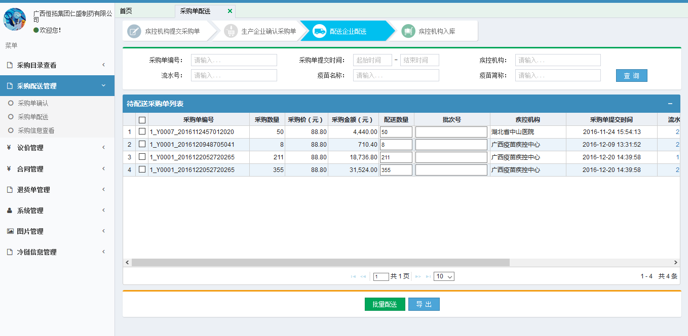 广西恒拓集团仁盛制药有限公
司
欢迎您!
菜单
采购目录查看
采购配送管理
采购单确认
采购单配送
采购信息查看
议价管理
合同管理
退货单管理
系统管理
图片管理
冷链信息管理
首页 采购单配送 ×
疾控机构提交采购单 生产企业确认采购单 配送企业配送 疾控机构入库
采购单编号: 请输入... 采购单提交时间: 起始时间 - 结束时间 疾控机构: 请输入...
流水号: 请输入... 疫苗名称: 请输入... 疫苗简称: 请输入... 查 询
待配送采购单列表
采购单编号 采购数量 采购价（元） 采购金额（元） 配送数量 批次号 疾控机构 采购单提交时间 流水
1 1_Y0007_2016112457012020 50 88.80 4,440.00 50 湖北省中山医院 2016-11-24 15:54:13 2
2 1_Y0001_2016120948705041 8 88.80 710.40 8 广西疫苗疾控中心 2016-12-09 13:31:52 2
3 1_Y0001_2016122052720265 211 88.80 18,736.80 211 广西疫苗疾控中心 2016-12-20 14:39:58 1
4 1_Y0001_2016122052720265 355 88.80 31,524.00 355 广西疫苗疾控中心 2016-12-20 14:39:58 2
1 共 1 页 10 1 - 4 共 4 条
批量配送 导 出